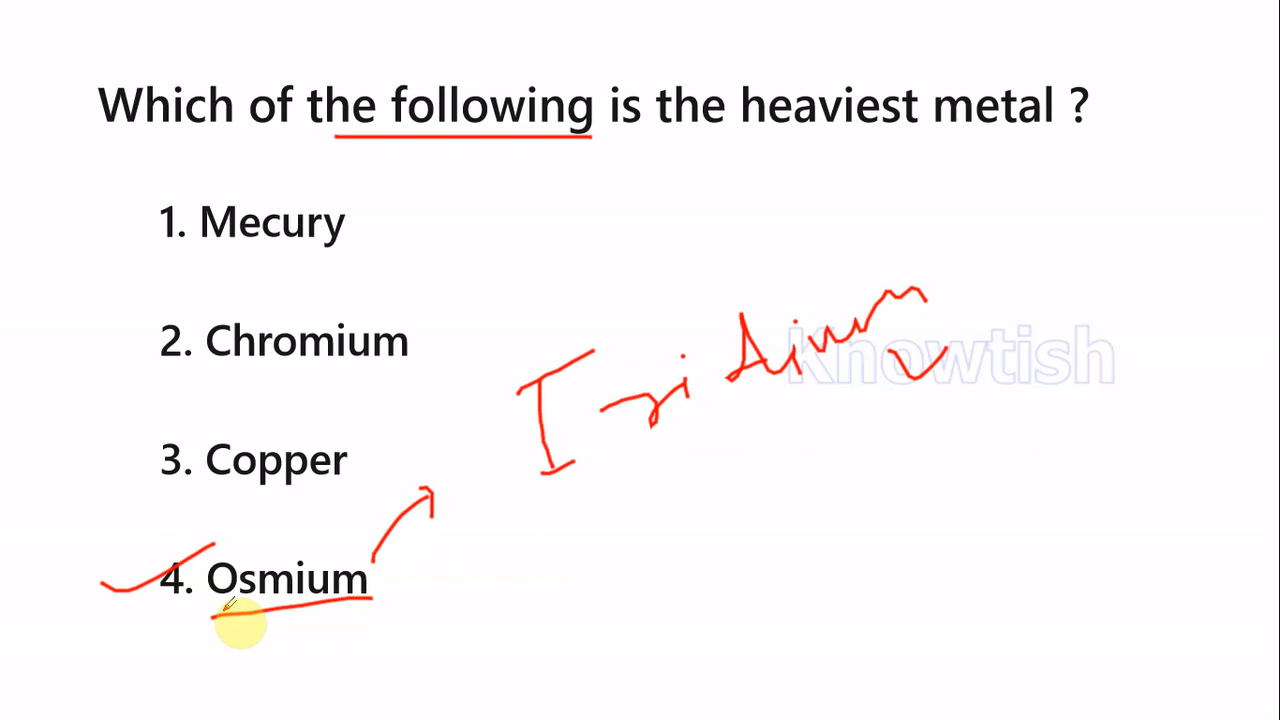 Which of the following is the heaviest metal ?
1. Mecury
2. Chromium
Knowtish
Iridium
3. Copper
4. Osmium